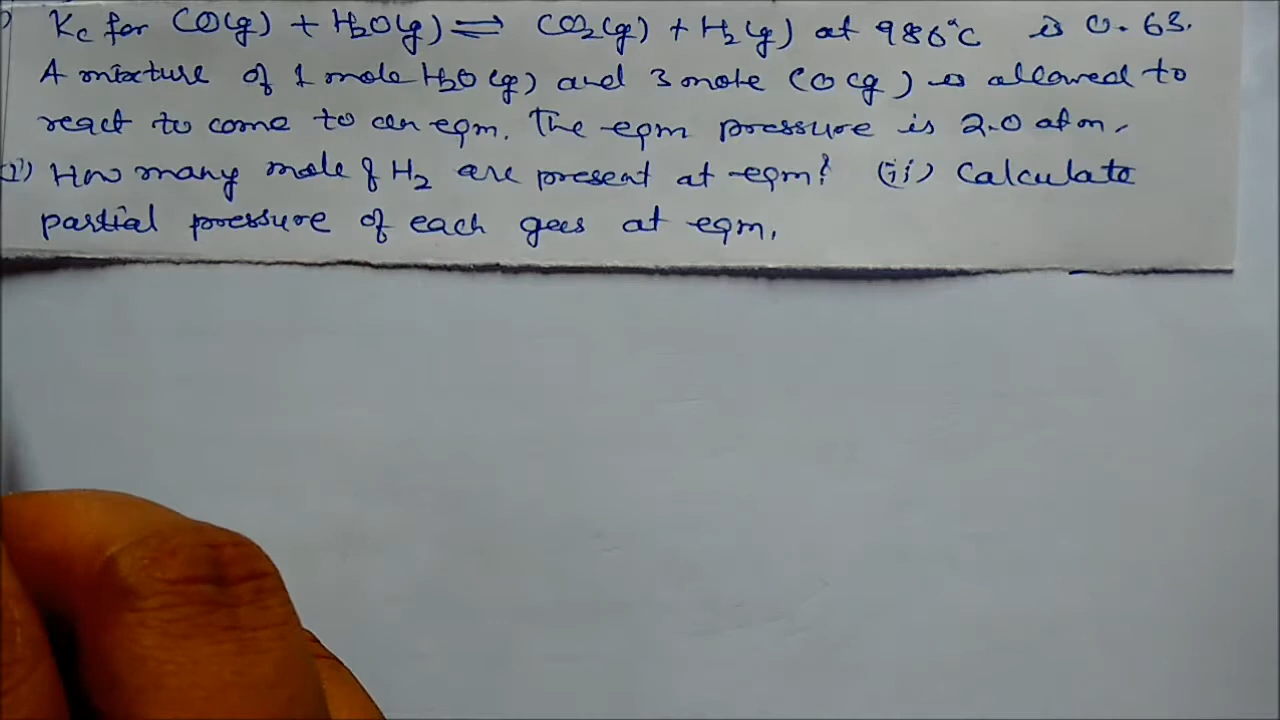 Kc for CO(g) + H2O(g) ⇌ CO2(g) + H2(g) at 986°C is 0.63.
A mixture of 1 mole H2O(g) and 3 mole CO(g) is allowed to
react to come to an eqm. The eqm pressure is 2.0 atm.
(i) How many mole of H2 are present at eqm? (ii) Calculate
partial pressure of each gas at eqm.